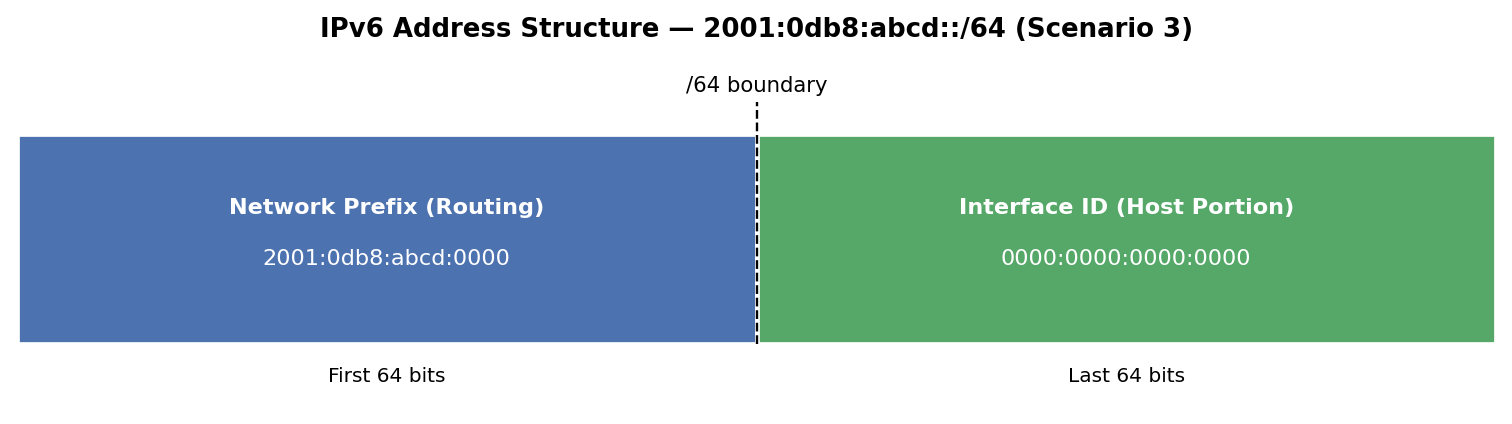 IPv6 Address Structure — 2001:0db8:abcd::/64 (Scenario 3)
/64 boundary
Network Prefix (Routing)
2001:0db8:abcd:0000
Interface ID (Host Portion)
0000:0000:0000:0000
First 64 bits
Last 64 bits